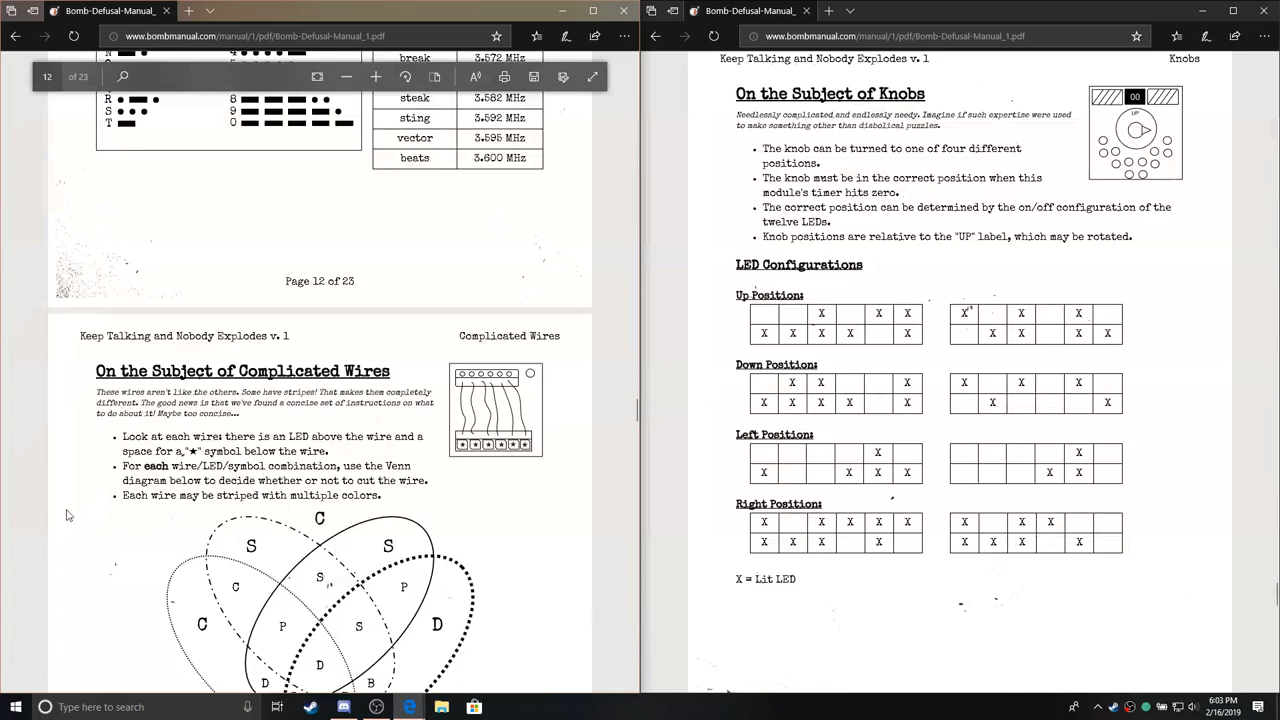 Bomb-Defusal-Manual_
www.bombmanual.com/manual/1/pdf/Bomb-Defusal-Manual_1.pdf
12 of 23
N
4
R
8
S
9
T
0
break 3.572 MHz
steak 3.582 MHz
sting 3.592 MHz
vector 3.595 MHz
beats 3.600 MHz
Page 12 of 23
Keep Talking and Nobody Explodes v. 1 Complicated Wires
On the Subject of Complicated Wires
These wires aren't like the others. Some have stripes! That makes them completely
different. The good news is that we've found a concise set of instructions on what
to do about it! Maybe too concise...
• Look at each wire: there is an LED above the wire and a
space for a "★" symbol below the wire.
• For each wire/LED/symbol combination, use the Venn
diagram below to decide whether or not to cut the wire.
• Each wire may be striped with multiple colors.
C
S S
S
C P
C P S D
D
D B
Bomb-Defusal-Manual_
www.bombmanual.com/manual/1/pdf/Bomb-Defusal-Manual_1.pdf
Keep Talking and Nobody Explodes v. 1 Knobs
On the Subject of Knobs
Needlessly complicated and endlessly needy. Imagine if such expertise were used
to make something other than diabolical puzzles.
00
UP
• The knob can be turned to one of four different
positions.
• The knob must be in the correct position when this
module's timer hits zero.
• The correct position can be determined by the on/off configuration of the
twelve LEDs.
• Knob positions are relative to the "UP" label, which may be rotated.
LED Configurations
Up Position:
X X X X X X
X X X X X X X X X
Down Position:
X X X X X X
X X X X X X X
Left Position:
X X
X X X X X
Right Position:
X X X X X X X X
X X X X X X X X
X = Lit LED
Type here to search
6:03 PM
2/16/2019